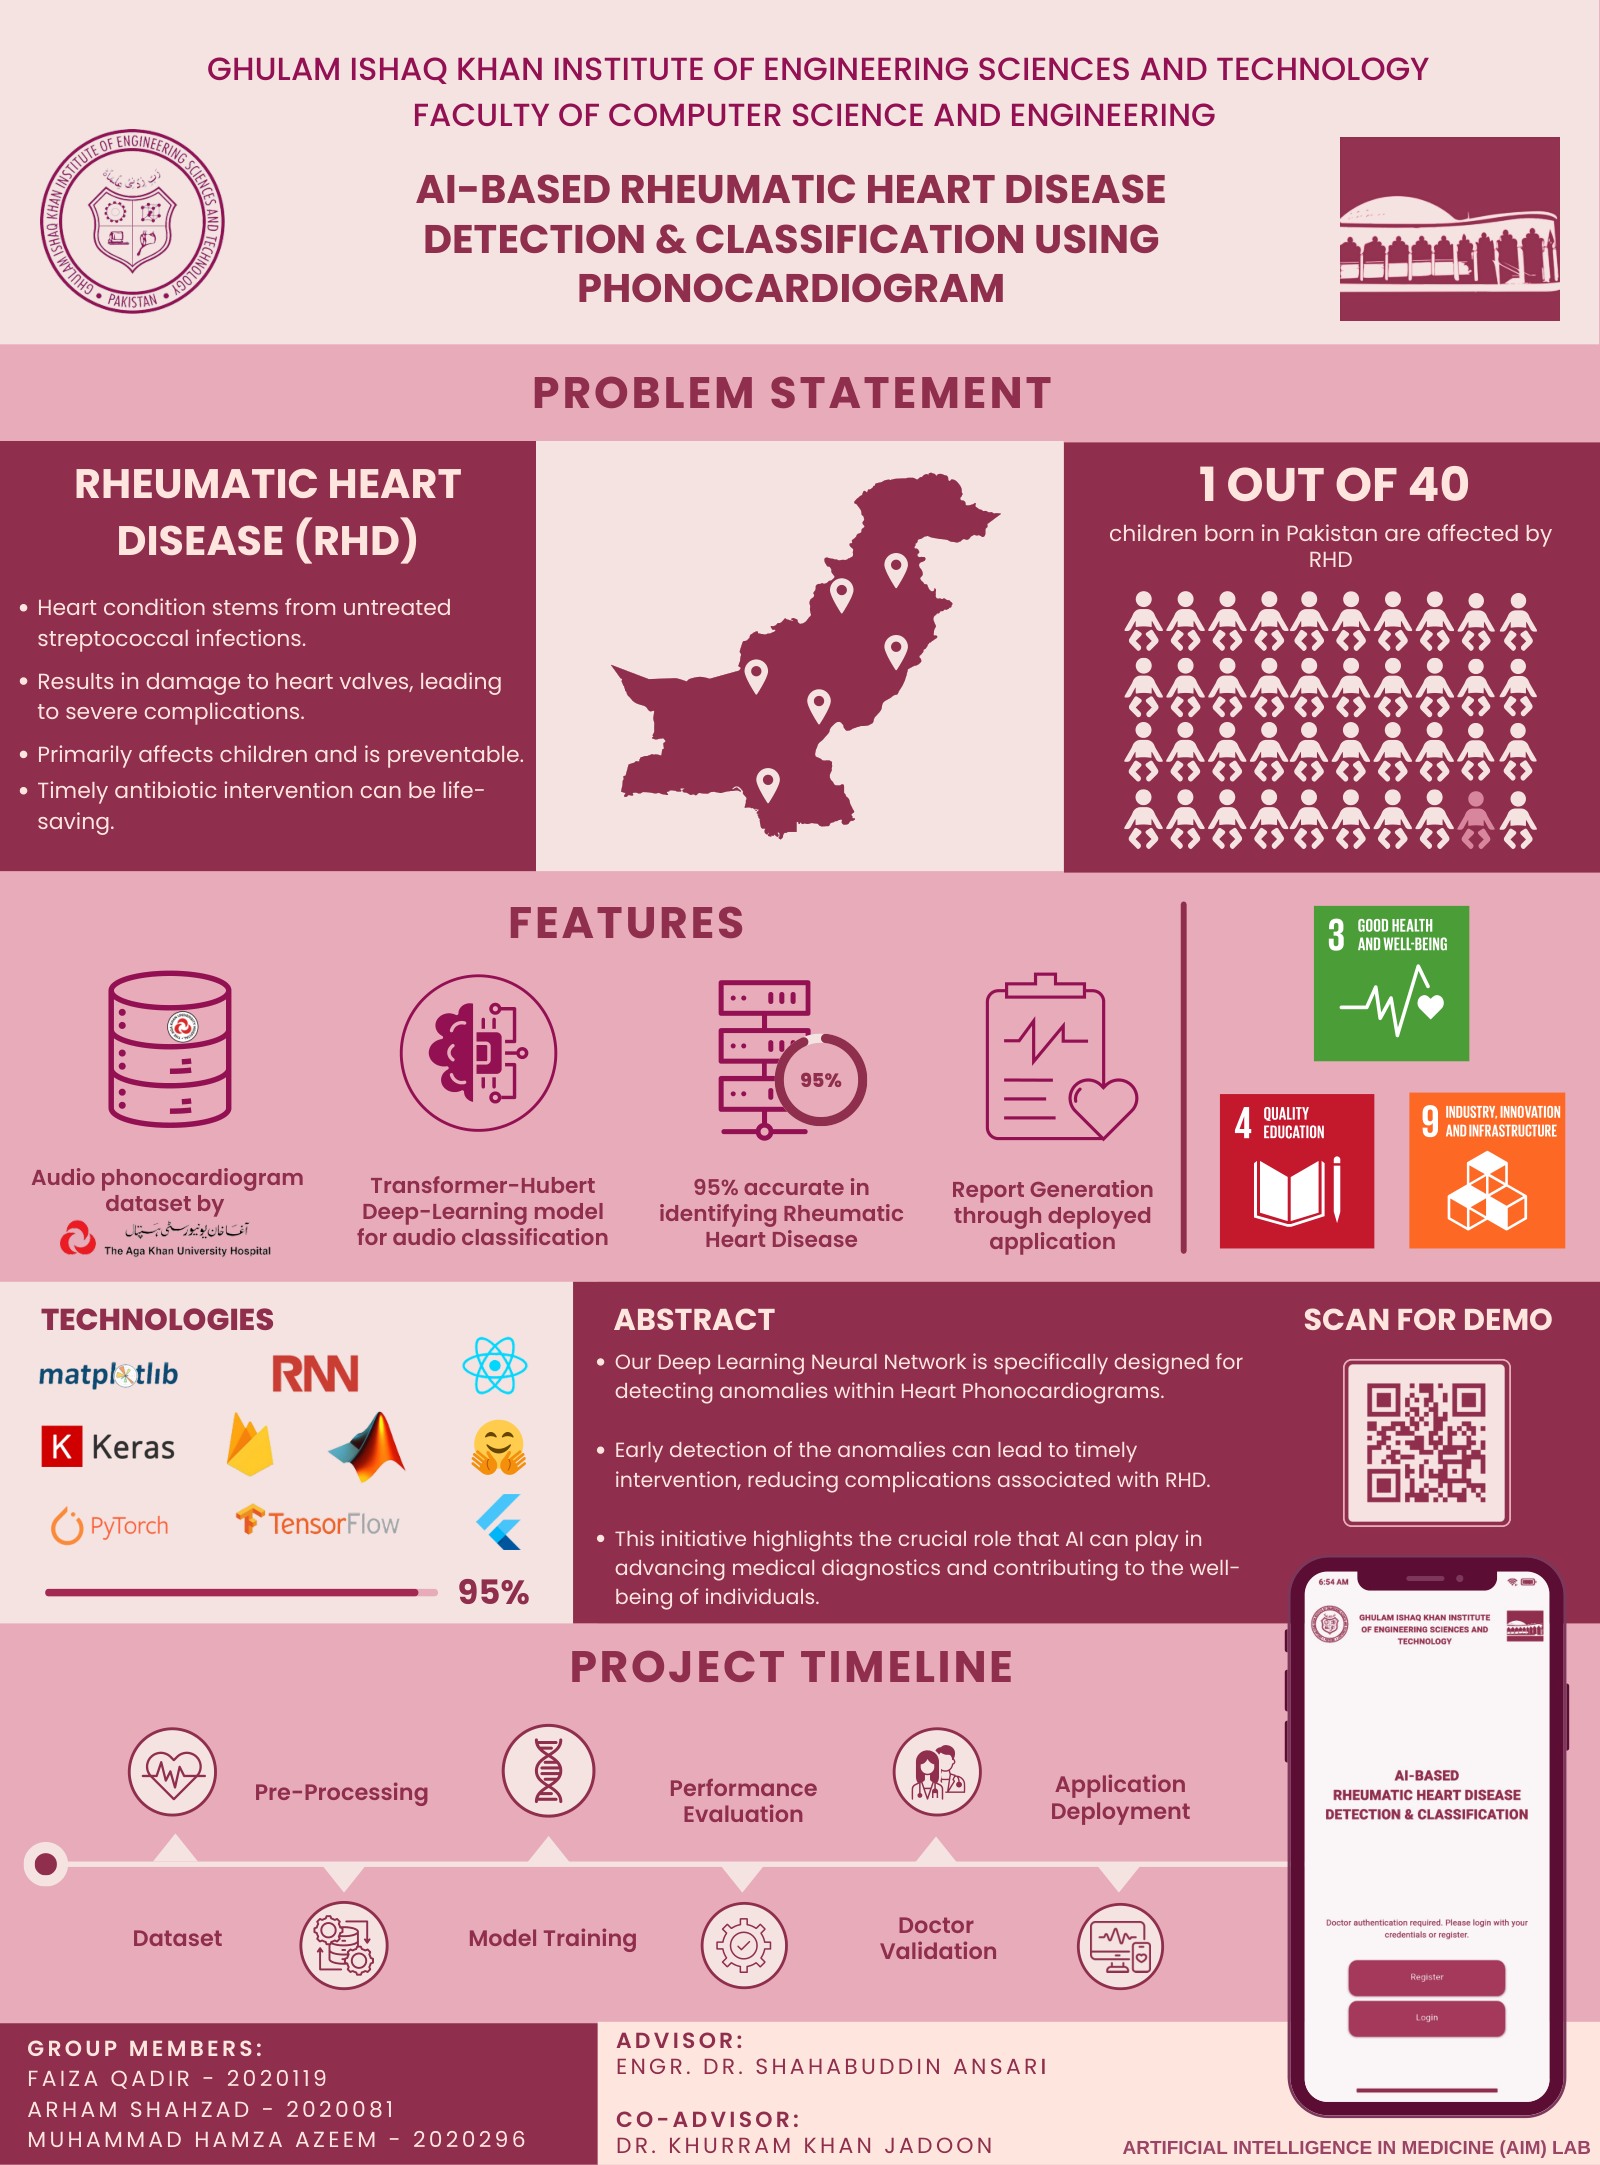 GHULAM ISHAQ KHAN INSTITUTE OF ENGINEERING SCIENCES AND TECHNOLOGY
FACULTY OF COMPUTER SCIENCE AND ENGINEERING
GHULAM ISHAQ KHAN INSTITUTE OF ENGINEERING SCIENCES AND TECHNOLOGY
• PAKISTAN •
AI-BASED RHEUMATIC HEART DISEASE
DETECTION & CLASSIFICATION USING
PHONOCARDIOGRAM
PROBLEM STATEMENT
RHEUMATIC HEART
DISEASE (RHD)
• Heart condition stems from untreated
streptococcal infections.
• Results in damage to heart valves, leading
to severe complications.
• Primarily affects children and is preventable.
• Timely antibiotic intervention can be life-
saving.
1 OUT OF 40
children born in Pakistan are affected by
RHD
FEATURES
Audio phonocardiogram
dataset by
آغا خان یونیورسٹی ہسپتال
The Aga Khan University Hospital
Transformer-Hubert
Deep-Learning model
for audio classification
95%
95% accurate in
identifying Rheumatic
Heart Disease
Report Generation
through deployed
application
3 GOOD HEALTH
AND WELL-BEING
4 QUALITY
EDUCATION
9 INDUSTRY, INNOVATION
AND INFRASTRUCTURE
TECHNOLOGIES
matplotlib
RNN
K Keras
PyTorch
TensorFlow
95%
ABSTRACT
• Our Deep Learning Neural Network is specifically designed for
detecting anomalies within Heart Phonocardiograms.
• Early detection of the anomalies can lead to timely
intervention, reducing complications associated with RHD.
• This initiative highlights the crucial role that AI can play in
advancing medical diagnostics and contributing to the well-
being of individuals.
SCAN FOR DEMO
6:54 AM
GHULAM ISHAQ KHAN INSTITUTE
OF ENGINEERING SCIENCES AND
TECHNOLOGY
AI-BASED
RHEUMATIC HEART DISEASE
DETECTION & CLASSIFICATION
Doctor authentication required. Please login with your
credentials or register.
Register
Login
PROJECT TIMELINE
Dataset
Pre-Processing
Model Training
Performance
Evaluation
Doctor
Validation
Application
Deployment
GROUP MEMBERS:
FAIZA QADIR - 2020119
ARHAM SHAHZAD - 2020081
MUHAMMAD HAMZA AZEEM - 2020296
ADVISOR:
ENGR. DR. SHAHABUDDIN ANSARI
CO-ADVISOR:
DR. KHURRAM KHAN JADOON
ARTIFICIAL INTELLIGENCE IN MEDICINE (AIM) LAB